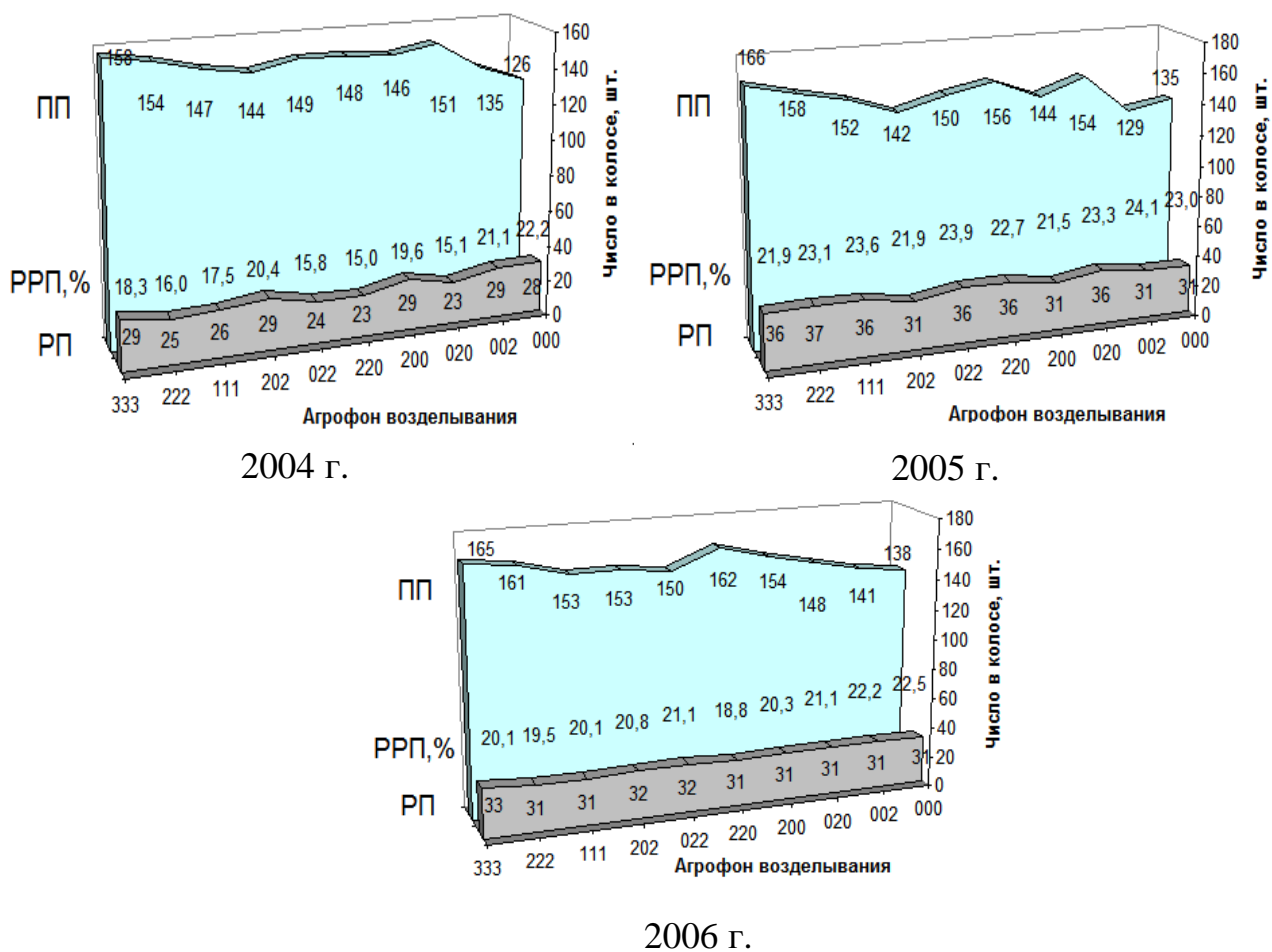 158 154 147 144 149 148 146 151 135 126
ПП
18,3 16,0 17,5 20,4 15,8 15,0 19,6 15,1 21,1 22,2
РРП,%
29 25 26 29 24 23 29 23 29 28
РП
333 222 111 202 022 220 200 020 002 000
Агрофон возделывания
160
140
120
100
80
60
40
20
0
Число в колосе, шт.
2004 г.
166 158 152 142 150 156 144 154 129 135
ПП
21,9 23,1 23,6 21,9 23,9 22,7 21,5 23,3 24,1 23,0
РРП,%
36 37 36 31 36 36 31 36 31 31
РП
333 222 111 202 022 220 200 020 002 000
Агрофон возделывания
180
160
140
120
100
80
60
40
20
0
Число в колосе, шт.
2005 г.
165 161 153 153 150 162 154 148 141 138
ПП
20,1 19,5 20,1 20,8 21,1 18,8 20,3 21,1 22,2 22,5
РРП,%
33 31 31 32 32 31 31 31 31 31
РП
333 222 111 202 022 220 200 020 002 000
Агрофон возделывания
180
160
140
120
100
80
60
40
20
0
Число в колосе, шт.
2006 г.